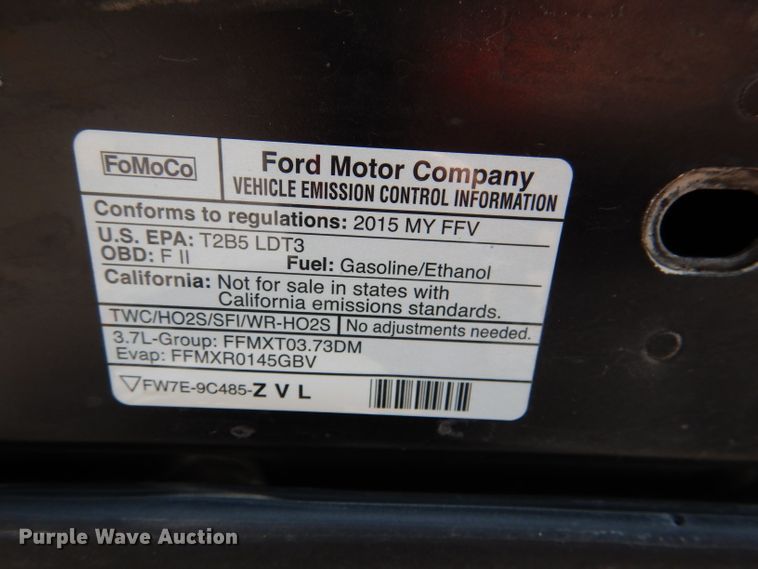 FoMoCo
Ford Motor Company
VEHICLE EMISSION CONTROL INFORMATION
Conforms to regulations: 2015 MY FFV
U.S. EPA: T2B5 LDT3
OBD: F II
Fuel: Gasoline/Ethanol
California: Not for sale in states with
California emissions standards.
TWC/HO2S/SFI/WR-HO2S
No adjustments needed.
3.7L-Group: FFMXT03.73DM
Evap: FFMXR0145GBV
FW7E-9C485-Z V L
Purple Wave Auction